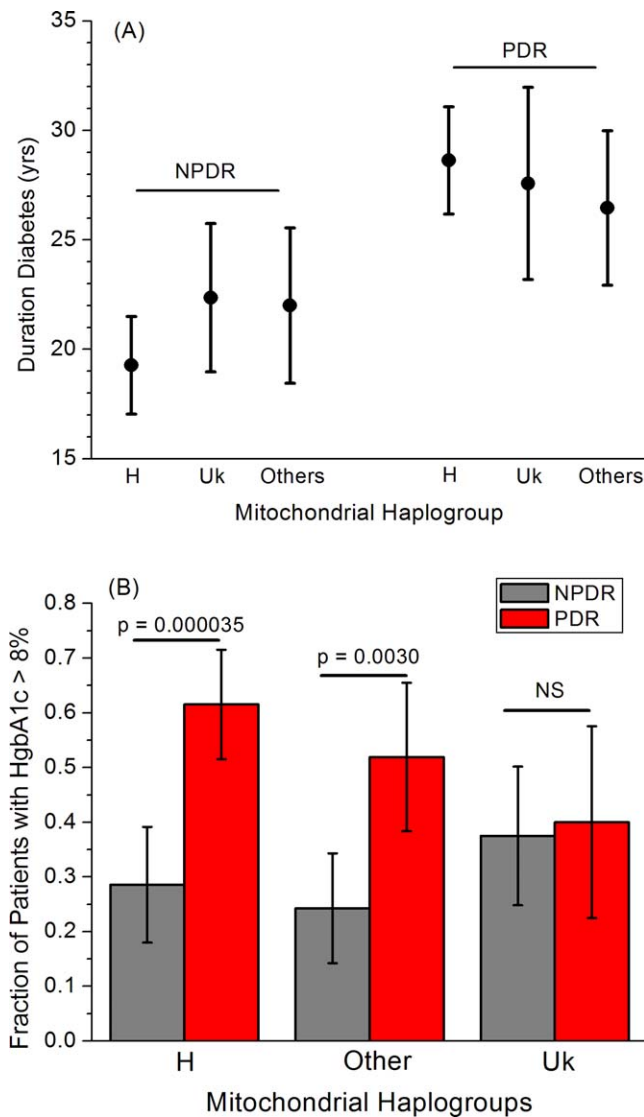 (A)
35
30
25
20
15
Duration Diabetes (yrs)
NPDR
PDR
H Uk Others H Uk Others
Mitochondrial Haplogroup
(B)
NPDR
PDR
0.8
0.7
0.6
0.5
0.4
0.3
0.2
0.1
0.0
Fraction of Patients with HgbA1c > 8%
p = 0.000035
p = 0.0030
NS
H Other Uk
Mitochondrial Haplogroups